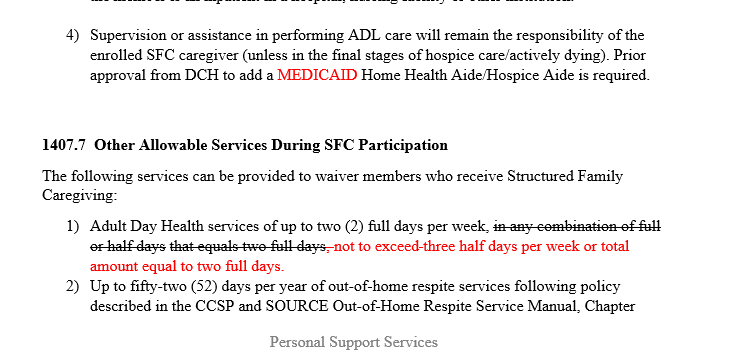 4) Supervision or assistance in performing ADL care will remain the responsibility of the
enrolled SFC caregiver (unless in the final stages of hospice care/actively dying). Prior
approval from DCH to add a MEDICAID Home Health Aide/Hospice Aide is required.
1407.7 Other Allowable Services During SFC Participation
The following services can be provided to waiver members who receive Structured Family
Caregiving:
1) Adult Day Health services of up to two (2) full days per week, in any combination of full
or half days that equals two full days, not to exceed-three half days per week or total
amount equal to two full days.
2) Up to fifty-two (52) days per year of out-of-home respite services following policy
described in the CCSP and SOURCE Out-of-Home Respite Service Manual, Chapter
Personal Support Services